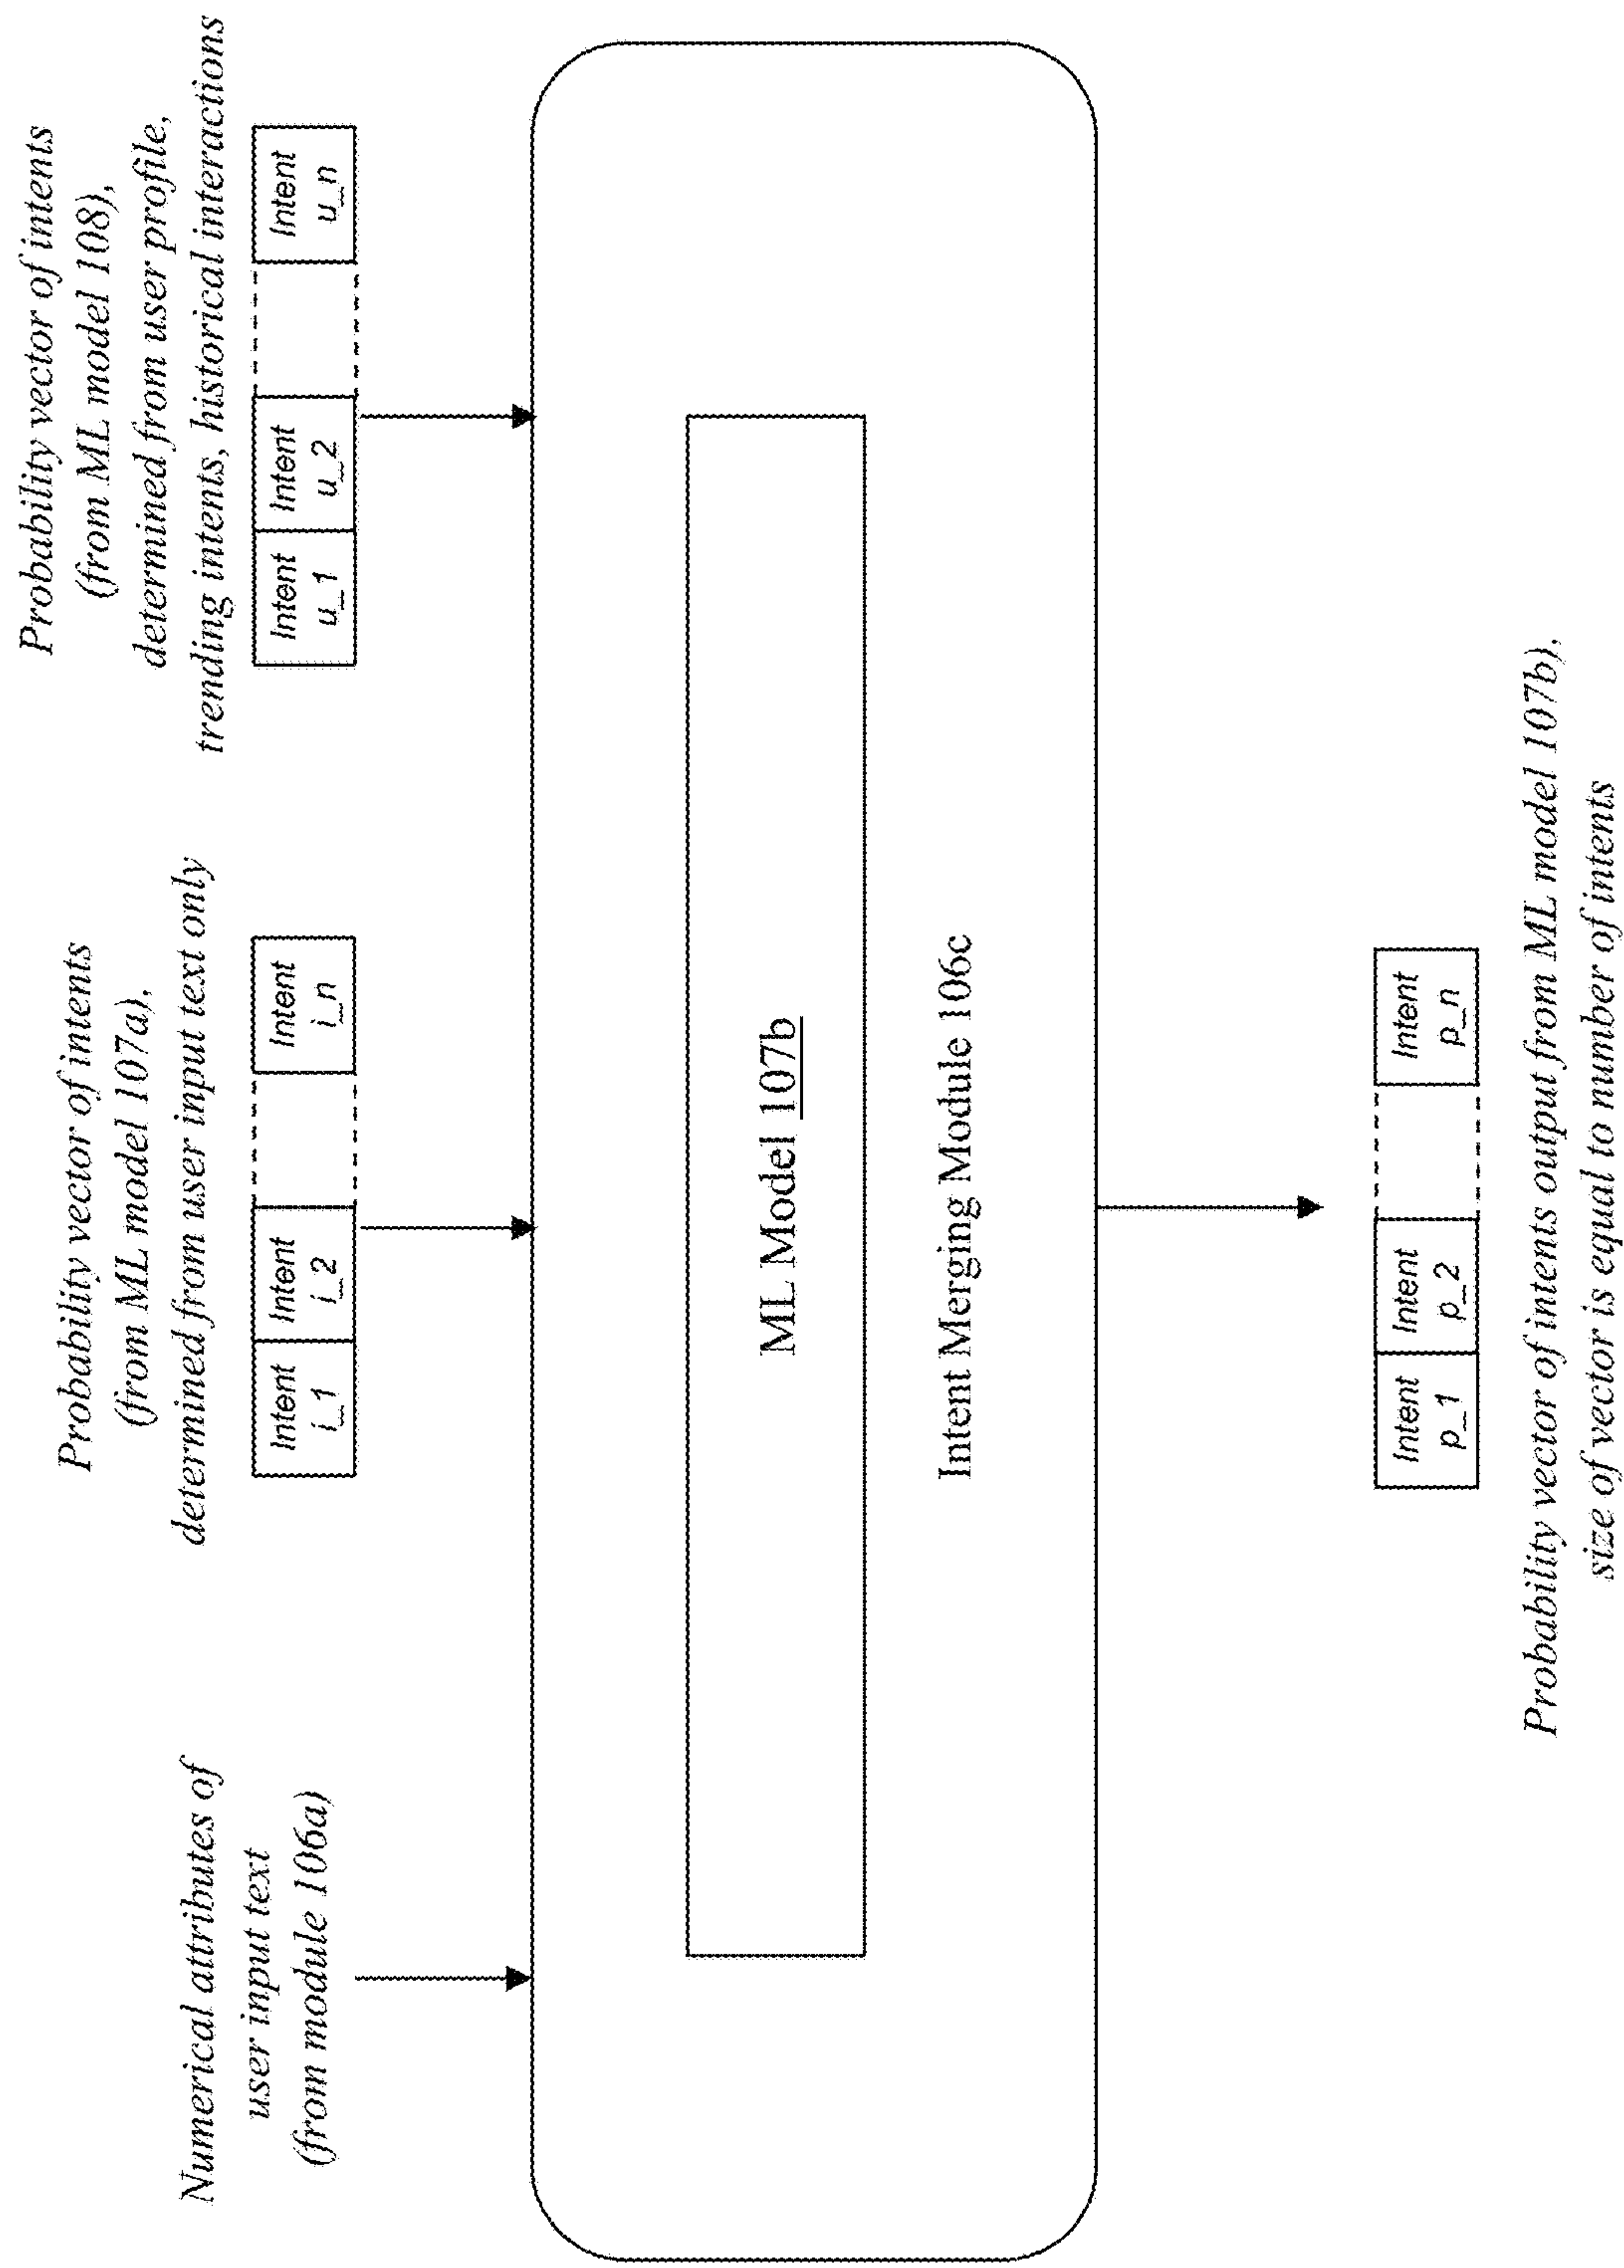 Numerical attributes of
user input text
(from module 106a)
Probability vector of intents
(from ML model 107a),
determined from user input text only
Intent
i_1
Intent
i_2
Intent
i_n
Probability vector of intents
(from ML model 108),
determined from user profile,
trending intents, historical interactions
Intent
u_1
Intent
u_2
Intent
u_n
ML Model 107b
Intent Merging Module 106c
Intent
p_1
Intent
p_2
Intent
p_n
Probability vector of intents output from ML model 107b),
size of vector is equal to number of intents